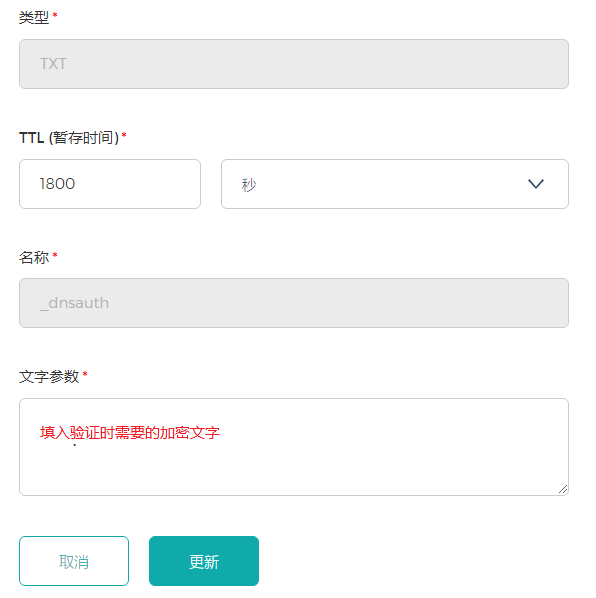 类型 *
TXT
TTL (暂存时间) *
1800
秒
名称 *
_dnsauth
文字参数 *
填入验证时需要的加密文字
取消
更新